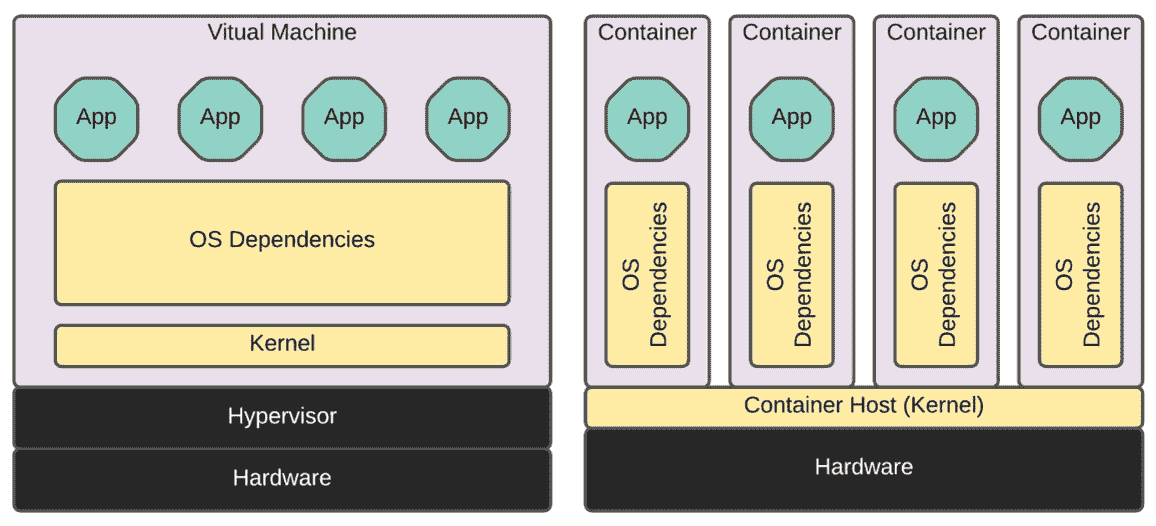 Vitual Machine
App
App
App
App
OS Dependencies
Kernel
Hypervisor
Hardware
Container
App
OS
Dependencies
Container
App
OS
Dependencies
Container
App
OS
Dependencies
Container
App
OS
Dependencies
Container Host (Kernel)
Hardware